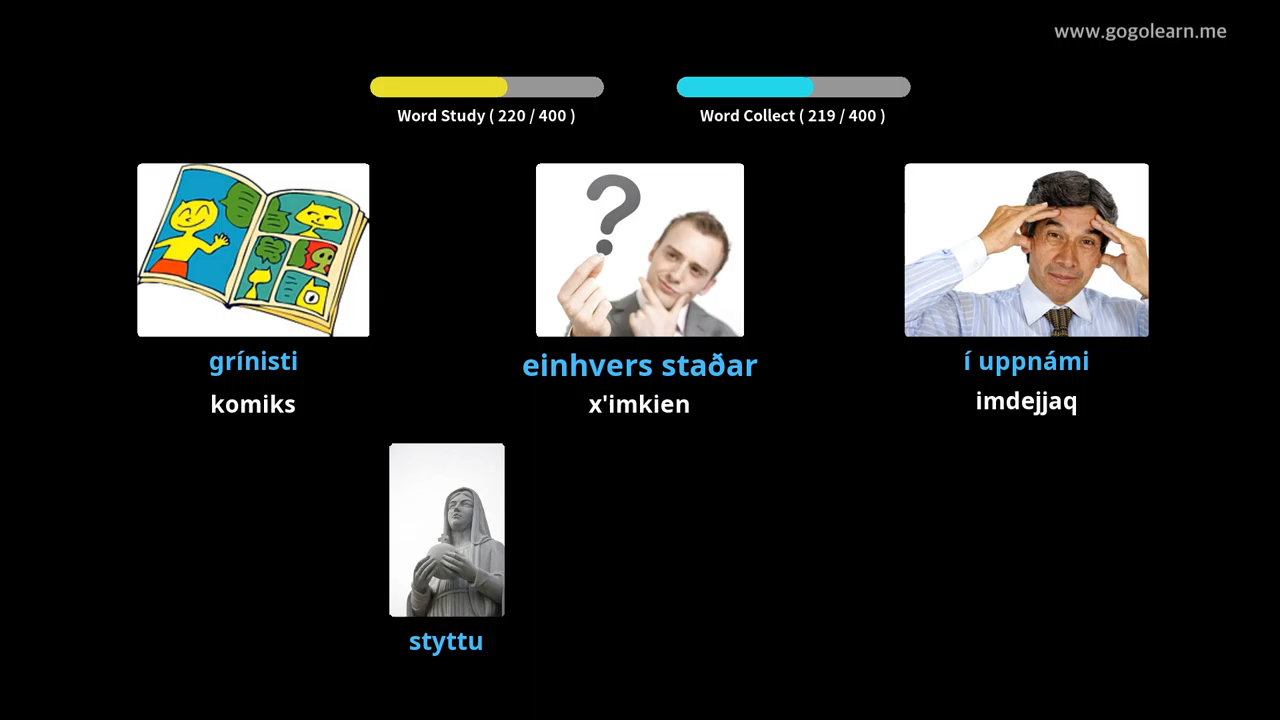 www.gogolearn.me
Word Study ( 220 / 400 )
Word Collect ( 219 / 400 )
grínisti
einhvers staðar
í uppnámi
komiks
x'imkien
imdejjaq
styttu